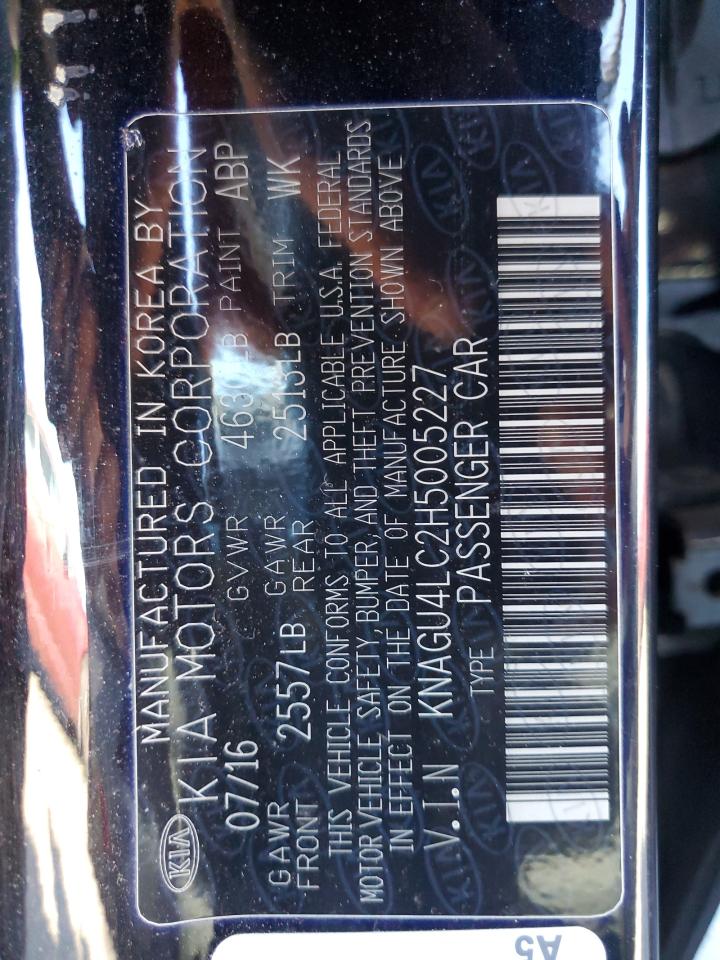 MANUFACTURED IN KOREA BY
KIA KIA MOTORS CORPORATION
07/16 GVWR PAINT ABP
GAWR FRONT 2557LB GAWR REAR 2513LB TRIM WK
THIS VEHICLE CONFORMS TO ALL APPLICABLE U.S.A. FEDERAL
MOTOR VEHICLE SAFETY, BUMPER, AND THEFT PREVENTION STANDARDS
IN EFFECT ON THE DATE OF MANUFACTURE SHOWN ABOVE
V.I.N KNAGU4LC2H5005227
TYPE PASSENGER CAR
A5